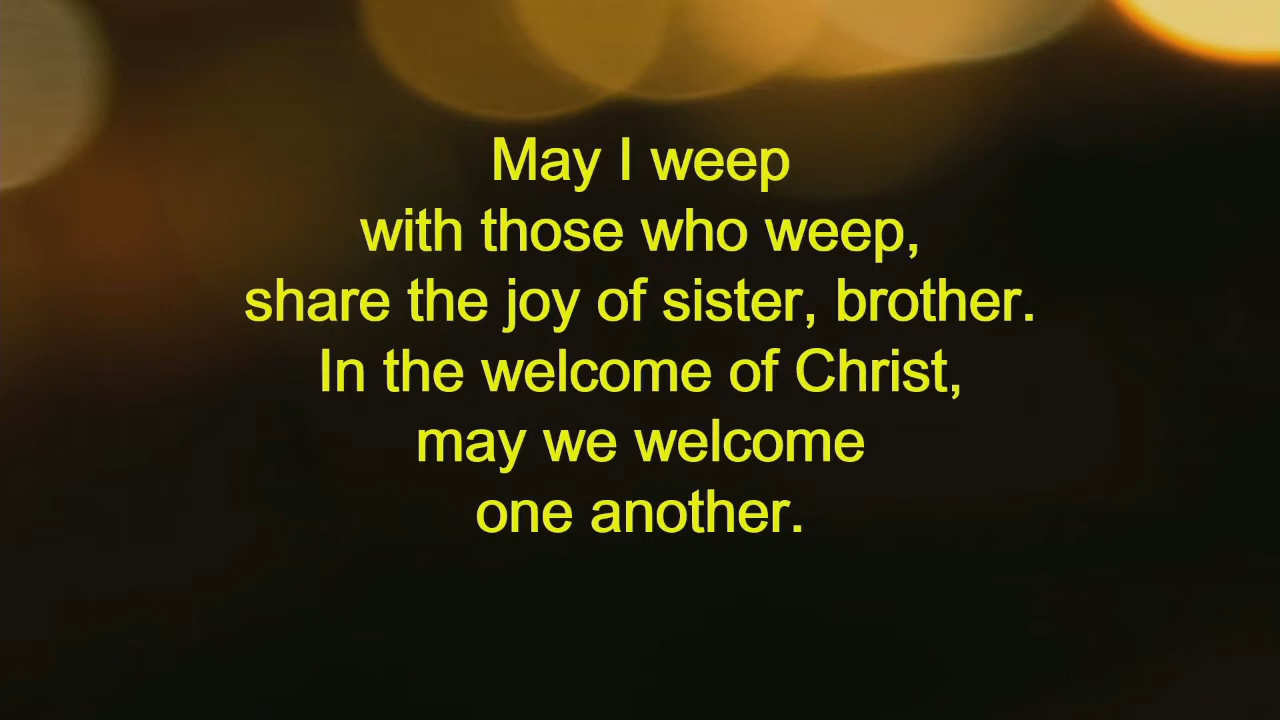 May I weep
with those who weep,
share the joy of sister, brother.
In the welcome of Christ,
may we welcome
one another.